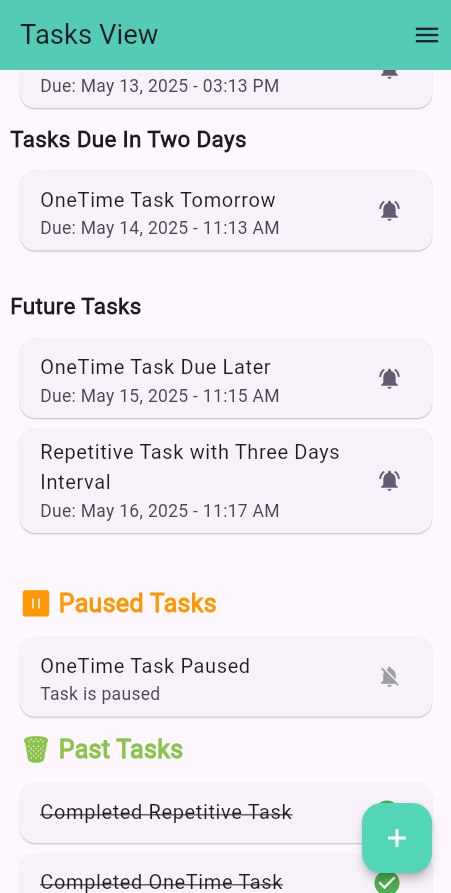 Tasks View
Due: May 13, 2025 - 03:13 PM
Tasks Due In Two Days
OneTime Task Tomorrow
Due: May 14, 2025 - 11:13 AM
Future Tasks
OneTime Task Due Later
Due: May 15, 2025 - 11:15 AM
Repetitive Task with Three Days
Interval
Due: May 16, 2025 - 11:17 AM
Paused Tasks
OneTime Task Paused
Task is paused
Past Tasks
Completed Repetitive Task
Completed OneTime Task